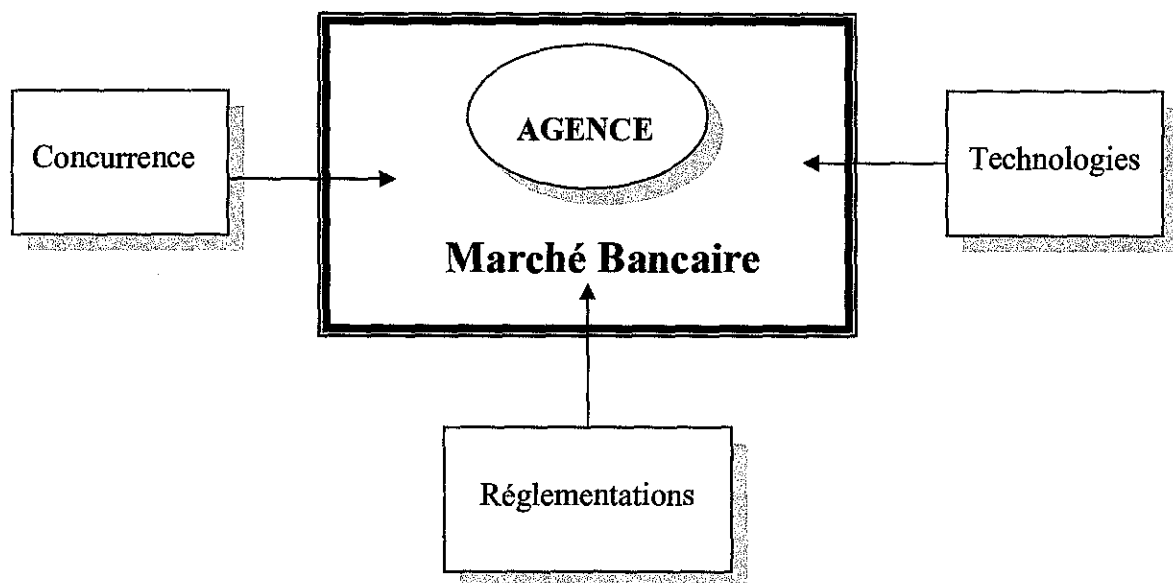 AGENCE
Concurrence
Technologies
Marché Bancaire
Réglementations